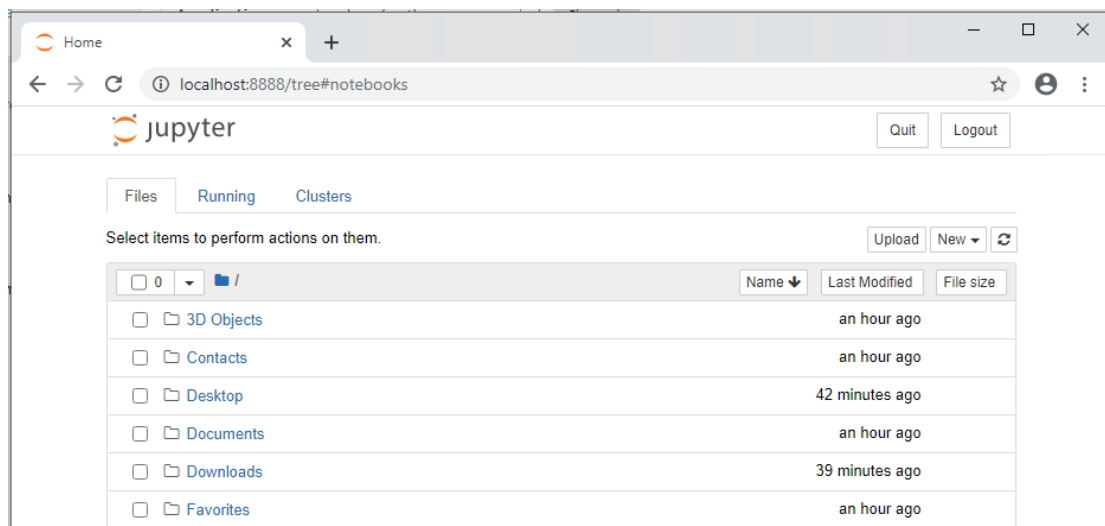 Home
localhost:8888/tree#notebooks
jupyter
Quit Logout
Files Running Clusters
Select items to perform actions on them.
Upload New
0 / Name Last Modified File size
3D Objects an hour ago
Contacts an hour ago
Desktop 42 minutes ago
Documents an hour ago
Downloads 39 minutes ago
Favorites an hour ago